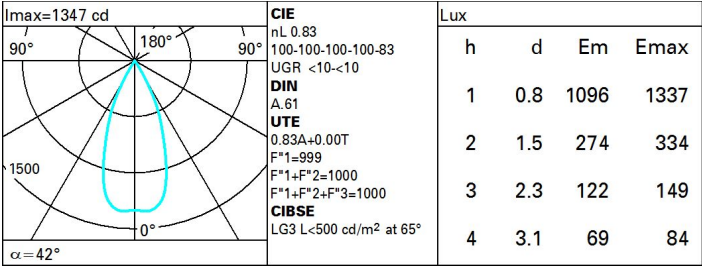 Imax=1347 cd
90°
180°
90°
1500
0°
α=42°
CIE
nL 0.83
100-100-100-100-83
UGR <10-<10
DIN
A.61
UTE
0.83A+0.00T
F"1=999
F"1+F"2=1000
F"1+F"2+F"3=1000
CIBSE
LG3 L<500 cd/m² at 65°
Lux
h d Em Emax
1 0.8 1096 1337
2 1.5 274 334
3 2.3 122 149
4 3.1 69 84